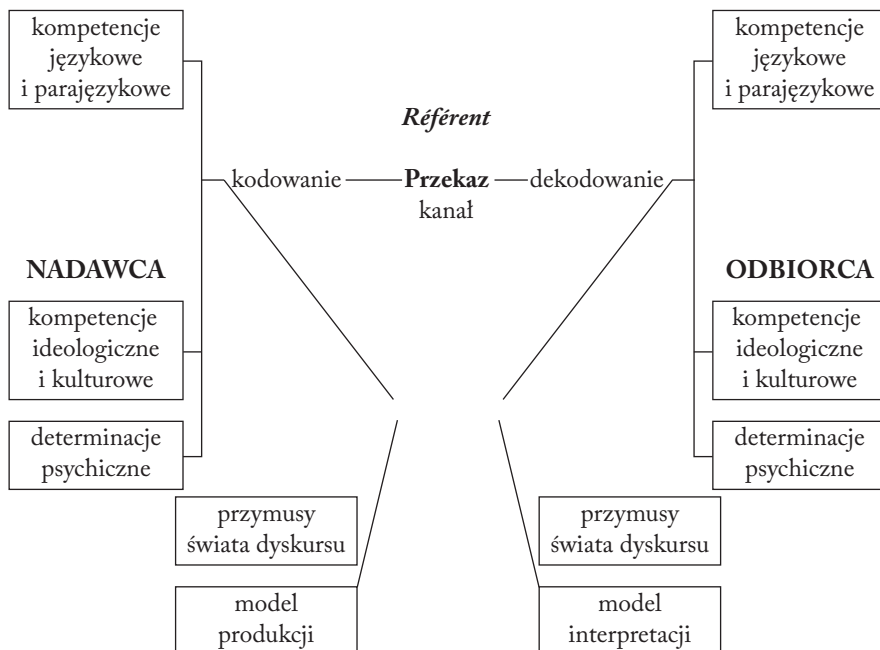 kompetencje
językowe
i parajęzykowe
kompetencje
językowe
i parajęzykowe
Référent
kodowanie Przekaz dekodowanie
kanał
NADAWCA
ODBIORCA
kompetencje
ideologiczne
i kulturowe
kompetencje
ideologiczne
i kulturowe
determinacje
psychiczne
determinacje
psychiczne
przymusy
świata dyskursu
przymusy
świata dyskursu
model
produkcji
model
interpretacji